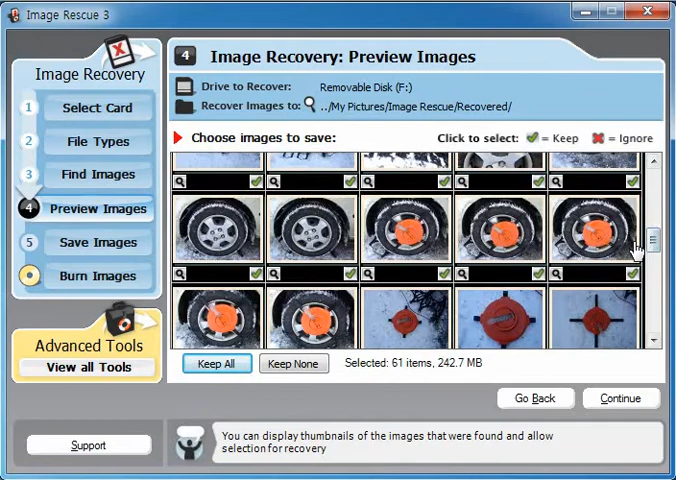 Image Rescue 3
Image Recovery
1 Select Card
2 File Types
3 Find Images
4 Preview Images
5 Save Images
Burn Images
Advanced Tools
View all Tools
Support
4 Image Recovery: Preview Images
Drive to Recover: Removable Disk (F:)
Recover Images to: ../My Pictures/Image Rescue/Recovered/
Choose images to save: Click to select: = Keep = Ignore
Keep All Keep None Selected: 61 items, 242.7 MB
Go Back Continue
You can display thumbnails of the images that were found and allow
selection for recovery